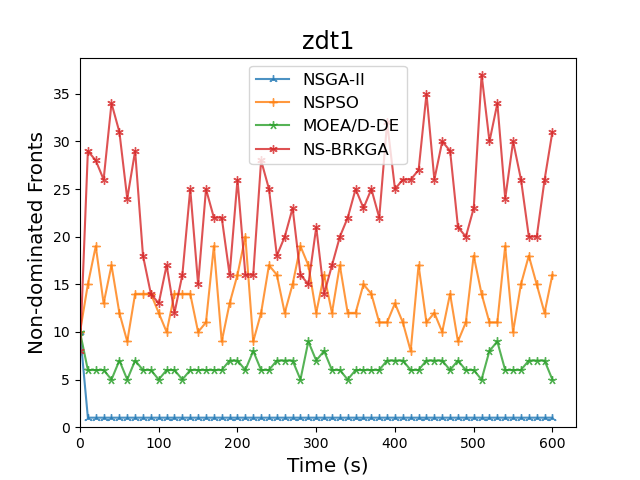 zdt1
NSGA-II
NSPSO
MOEA/D-DE
NS-BRKGA
Non-dominated Fronts
35
30
25
20
15
10
5
0
0 100 200 300 400 500 600
Time (s)